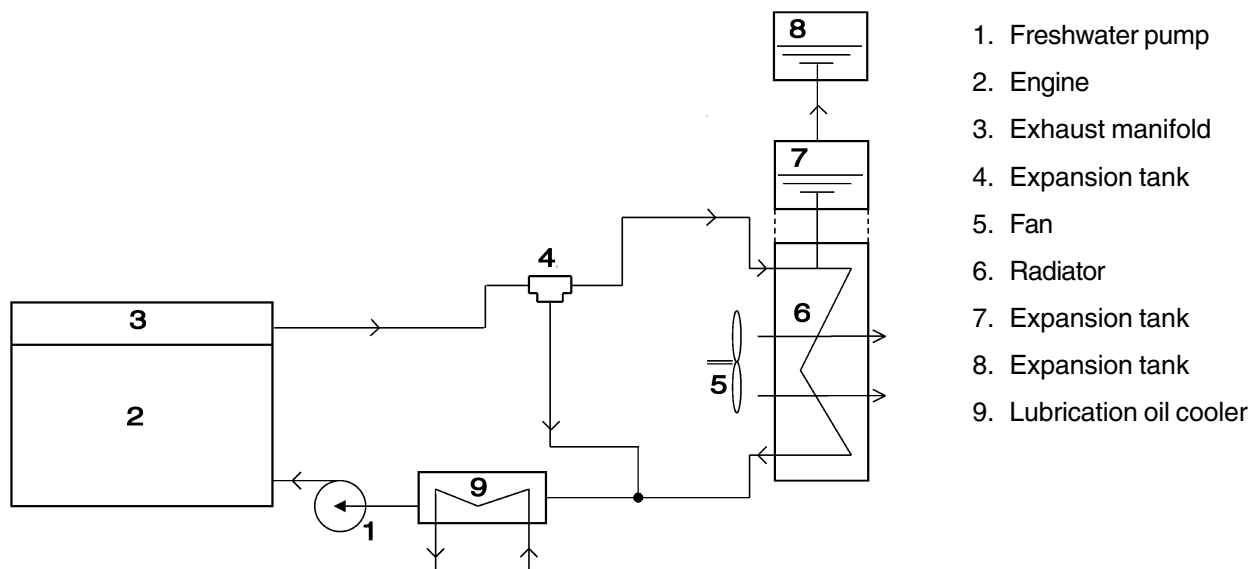 8
7
4
6
5
3
2
9
1
1. Freshwater pump
2. Engine
3. Exhaust manifold
4. Expansion tank
5. Fan
6. Radiator
7. Expansion tank
8. Expansion tank
9. Lubrication oil cooler